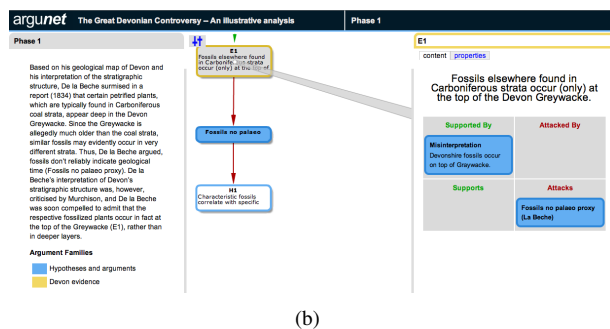 argunet The Great Devonian Controversy – An illustrative analysis Phase 1
Phase 1
Based on his geological map of Devon and
his interpretation of the stratigraphic
structure, De la Beche surmised in a
report (1834) that certain petrified plants,
which are typically found in Carboniferous
coal strata, appear deep in the Devon
Greywacke. Since the Greywacke is
allegedly much older than the coal strata,
similar fossils may evidently occur in very
different strata. Thus, De la Beche argued,
fossils don't reliably indicate geological
time (Fossils no palaeo proxy). De la
Beche's interpretation of Devon's
stratigraphic structure was, however,
criticised by Murchison, and De la Beche
was soon compelled to admit that the
respective fossilized plants occur in fact at
the top of the Greywacke (E1), rather than
in deeper layers.
Argument Families
Hypotheses and arguments
Devon evidence
E1
Fossils elsewhere found
in Carbonife strata
occur (only) at the top of
Fossils no palaeo
H1
Characteristic fossils
correlate with specific
E1
content properties
Fossils elsewhere found in
Carboniferous strata occur (only) at
the top of the Devon Greywacke.
Supported By
Attacked By
Misinterpretation
Devonshire fossils occur
on top of Graywacke.
Supports
Attacks
Fossils no palaeo proxy
(La Beche)
(b)